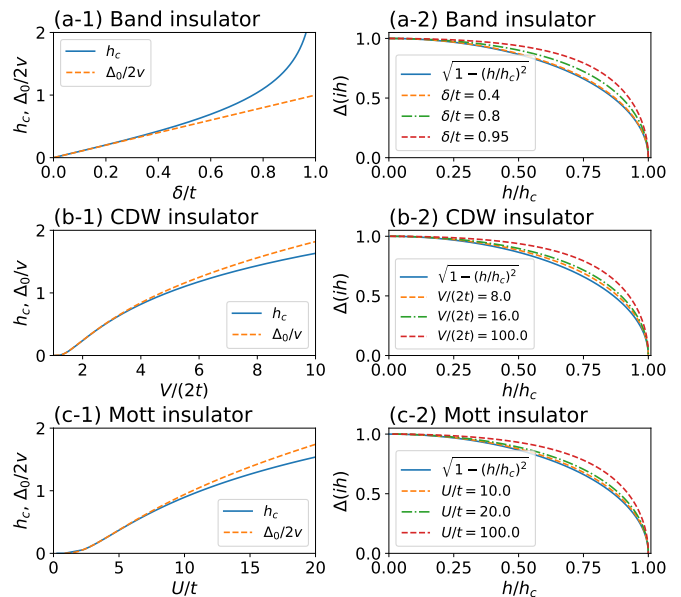 (a-1) Band insulator
h_c, Δ_0/2v
2
1
0
h_c
Δ_0/2v
0.0 0.2 0.4 0.6 0.8 1.0
δ/t
(a-2) Band insulator
Δ(ih)
1.0
0.5
0.0
√1 − (h/h_c)^2
δ/t = 0.4
δ/t = 0.8
δ/t = 0.95
0.00 0.25 0.50 0.75 1.00
h/h_c
(b-1) CDW insulator
h_c, Δ_0/v
2
1
0
h_c
Δ_0/v
2 4 6 8 10
V/(2t)
(b-2) CDW insulator
Δ(ih)
1.0
0.5
0.0
√1 − (h/h_c)^2
V/(2t) = 8.0
V/(2t) = 16.0
V/(2t) = 100.0
0.00 0.25 0.50 0.75 1.00
h/h_c
(c-1) Mott insulator
h_c, Δ_0/2v
2
1
0
h_c
Δ_0/2v
0 5 10 15 20
U/t
(c-2) Mott insulator
Δ(ih)
1.0
0.5
0.0
√1 − (h/h_c)^2
U/t = 10.0
U/t = 20.0
U/t = 100.0
0.00 0.25 0.50 0.75 1.00
h/h_c